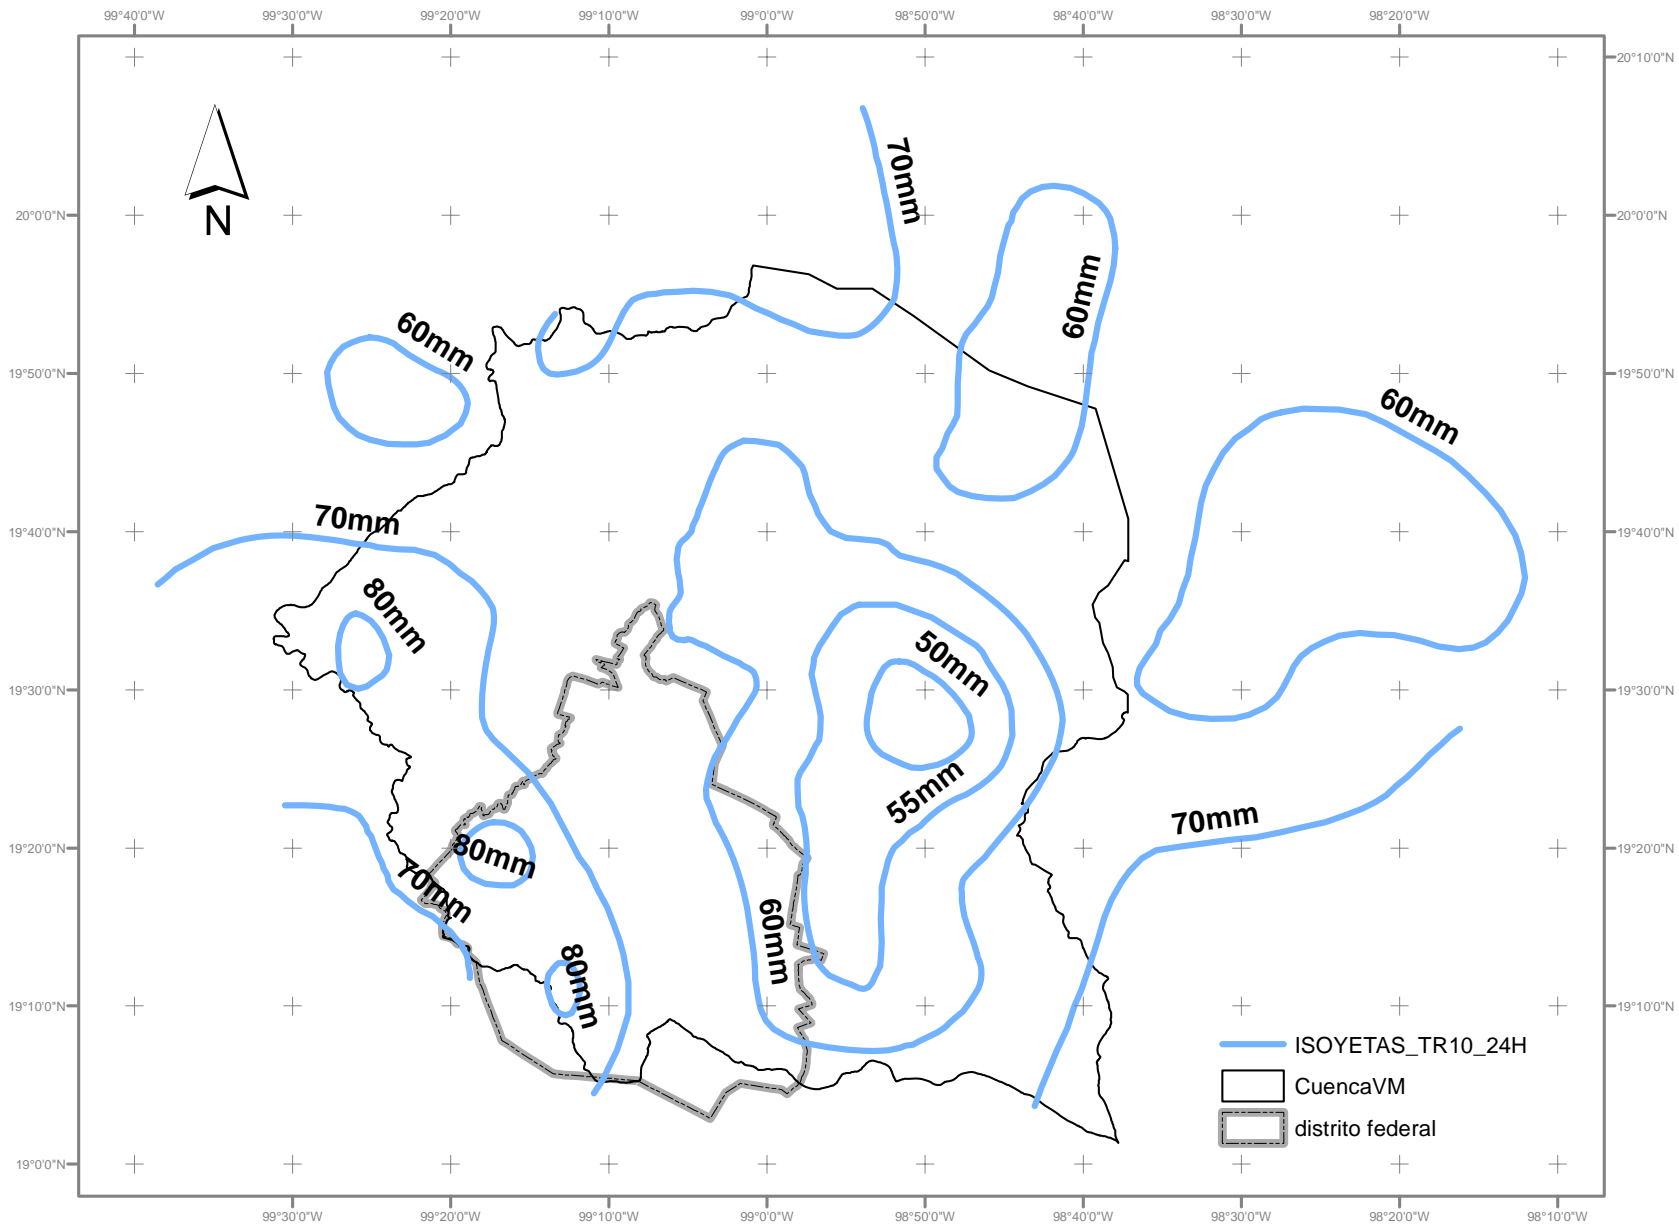 99°40'0"W 99°30'0"W 99°20'0"W 99°10'0"W 99°0'0"W 98°50'0"W 98°40'0"W 98°30'0"W 98°20'0"W
20°10'0"N
70mm
N
20°0'0"N 20°0'0"N
60mm
60mm
19°50'0"N 19°50'0"N
60mm
70mm
19°40'0"N 19°40'0"N
80mm
50mm
19°30'0"N 19°30'0"N
55mm
70mm
80mm
19°20'0"N 19°20'0"N
70mm
60mm
80mm
19°10'0"N 19°10'0"N
ISOYETAS_TR10_24H
CuencaVM
distrito federal
19°0'0"N 19°0'0"N
99°30'0"W 99°20'0"W 99°10'0"W 99°0'0"W 98°50'0"W 98°40'0"W 98°30'0"W 98°20'0"W 98°10'0"W